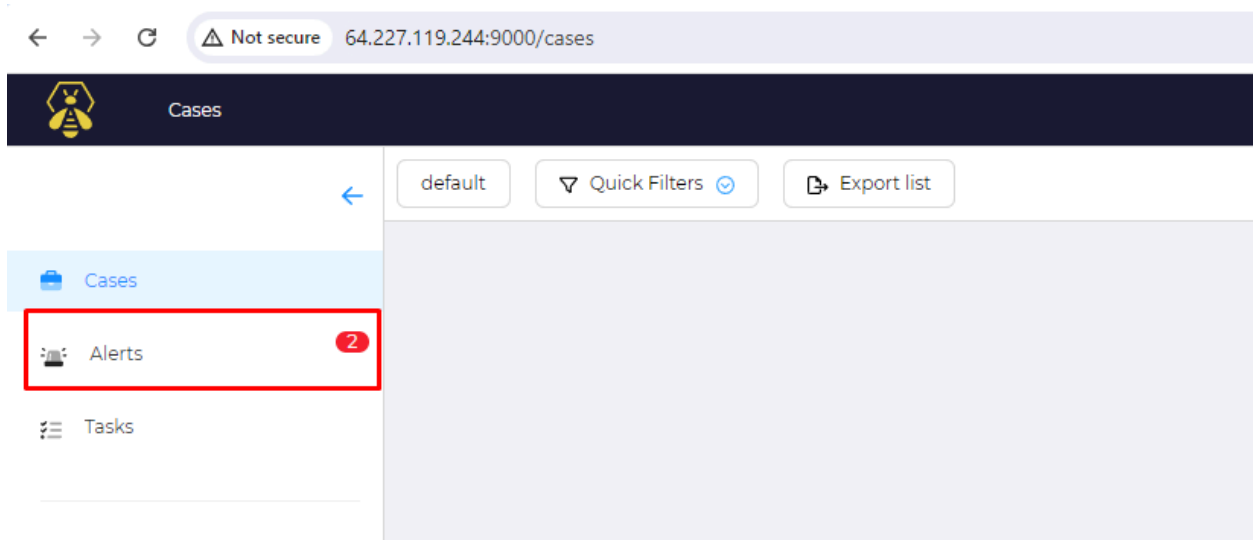 Not secure 64.227.119.244:9000/cases
Cases
default Quick Filters Export list
Cases
Alerts 2
Tasks